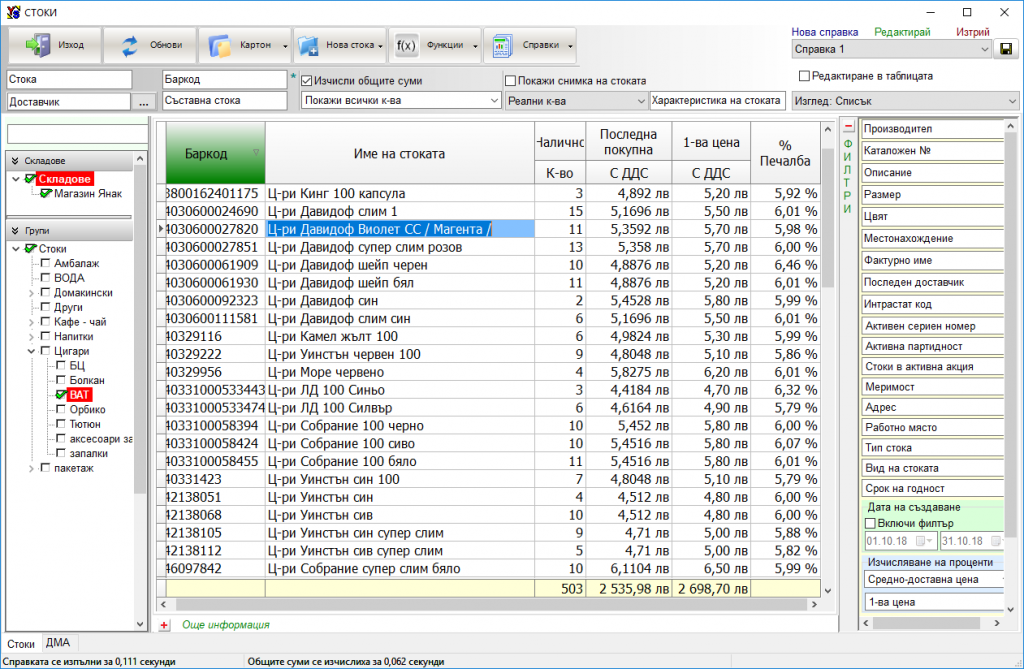 СТОКИ
Изход Обнови Картон Нова стока f(x) Функции Справки
Нова справка Редактирай Изтрий
Справка 1
Стока Баркод * Изчисли общите суми Покажи снимка на стоката Редактиране в таблицата
Доставчик ... Съставна стока Покажи всички к-ва Реални к-ва Характеристика на стоката Изглед: Списък
Складове
Складове
Магазин Янак
Групи
Стоки
Амбалаж
ВОДА
Домакински
Други
Кафе - чай
Напитки
Цигари
БЦ
Болкан
BAT
Орбико
Тютюн
аксесоари за
запалки
пакетаж
Баркод Име на стоката Налично Последна покупна 1-ва цена % Печалба
К-во С ДДС С ДДС
3800162401175 Ц-ри Кинг 100 капсула 3 4,892 лв 5,20 лв 5,92 %
4030600024690 Ц-ри Давидоф слим 1 15 5,1696 лв 5,50 лв 6,01 %
4030600027820 Ц-ри Давидоф Виолет СС / Магента / 11 5,3592 лв 5,70 лв 5,98 %
4030600027851 Ц-ри Давидоф супер слим розов 13 5,358 лв 5,70 лв 6,00 %
4030600061909 Ц-ри Давидоф шейп черен 10 4,8876 лв 5,20 лв 6,46 %
4030600061930 Ц-ри Давидоф шейп бял 11 4,8876 лв 5,20 лв 6,01 %
4030600092323 Ц-ри Давидоф син 2 5,4528 лв 5,80 лв 5,99 %
4030600111581 Ц-ри Давидоф слим син 6 5,1696 лв 5,50 лв 6,01 %
40329116 Ц-ри Камел жълт 100 6 4,9824 лв 5,30 лв 5,99 %
40329222 Ц-ри Уинстън червен 100 9 4,8048 лв 5,10 лв 5,86 %
40329956 Ц-ри Море червено 4 5,8275 лв 6,20 лв 6,01 %
40331000533443 Ц-ри ЛД 100 Синьо 3 4,4184 лв 4,70 лв 6,32 %
40331000533474 Ц-ри ЛД 100 Силвър 6 4,6164 лв 4,90 лв 5,79 %
4033100058394 Ц-ри Собрание 100 черно 10 5,452 лв 5,80 лв 6,00 %
4033100058424 Ц-ри Собрание 100 сиво 10 5,4516 лв 5,80 лв 6,07 %
4033100058455 Ц-ри Собрание 100 бяло 11 5,4516 лв 5,80 лв 6,01 %
40331423 Ц-ри Уинстън син 100 7 4,8048 лв 5,10 лв 5,79 %
42138051 Ц-ри Уинстън син 4 4,512 лв 4,80 лв 6,00 %
42138068 Ц-ри Уинстън сив 10 4,512 лв 4,80 лв 6,00 %
42138105 Ц-ри Уинстън син супер слим 9 4,71 лв 5,00 лв 5,88 %
42138112 Ц-ри Уинстън сив супер слим 5 4,71 лв 5,00 лв 5,82 %
46097842 Ц-ри Собрание супер слим бяло 10 6,1104 лв 6,50 лв 5,99 %
503 2 535,98 лв 2 698,70 лв
Още информация
ФИЛТРИ
Производител
Каталожен №
Описание
Размер
Цвят
Местонахождение
Фактурно име
Последен доставчик
Интрастат код
Активен сериен номер
Активна партидност
Стоки в активна акция
Меримост
Адрес
Работно място
Тип стока
Вид на стоката
Срок на годност
Дата на създаване
Включи филтър
01.10.18 31.10.18
Изчисляване на проценти
Средно-доставна цена
1-ва цена
Стоки ДМА
Справката се изпълни за 0,111 секунди Общите суми се изчислиха за 0,062 секунди